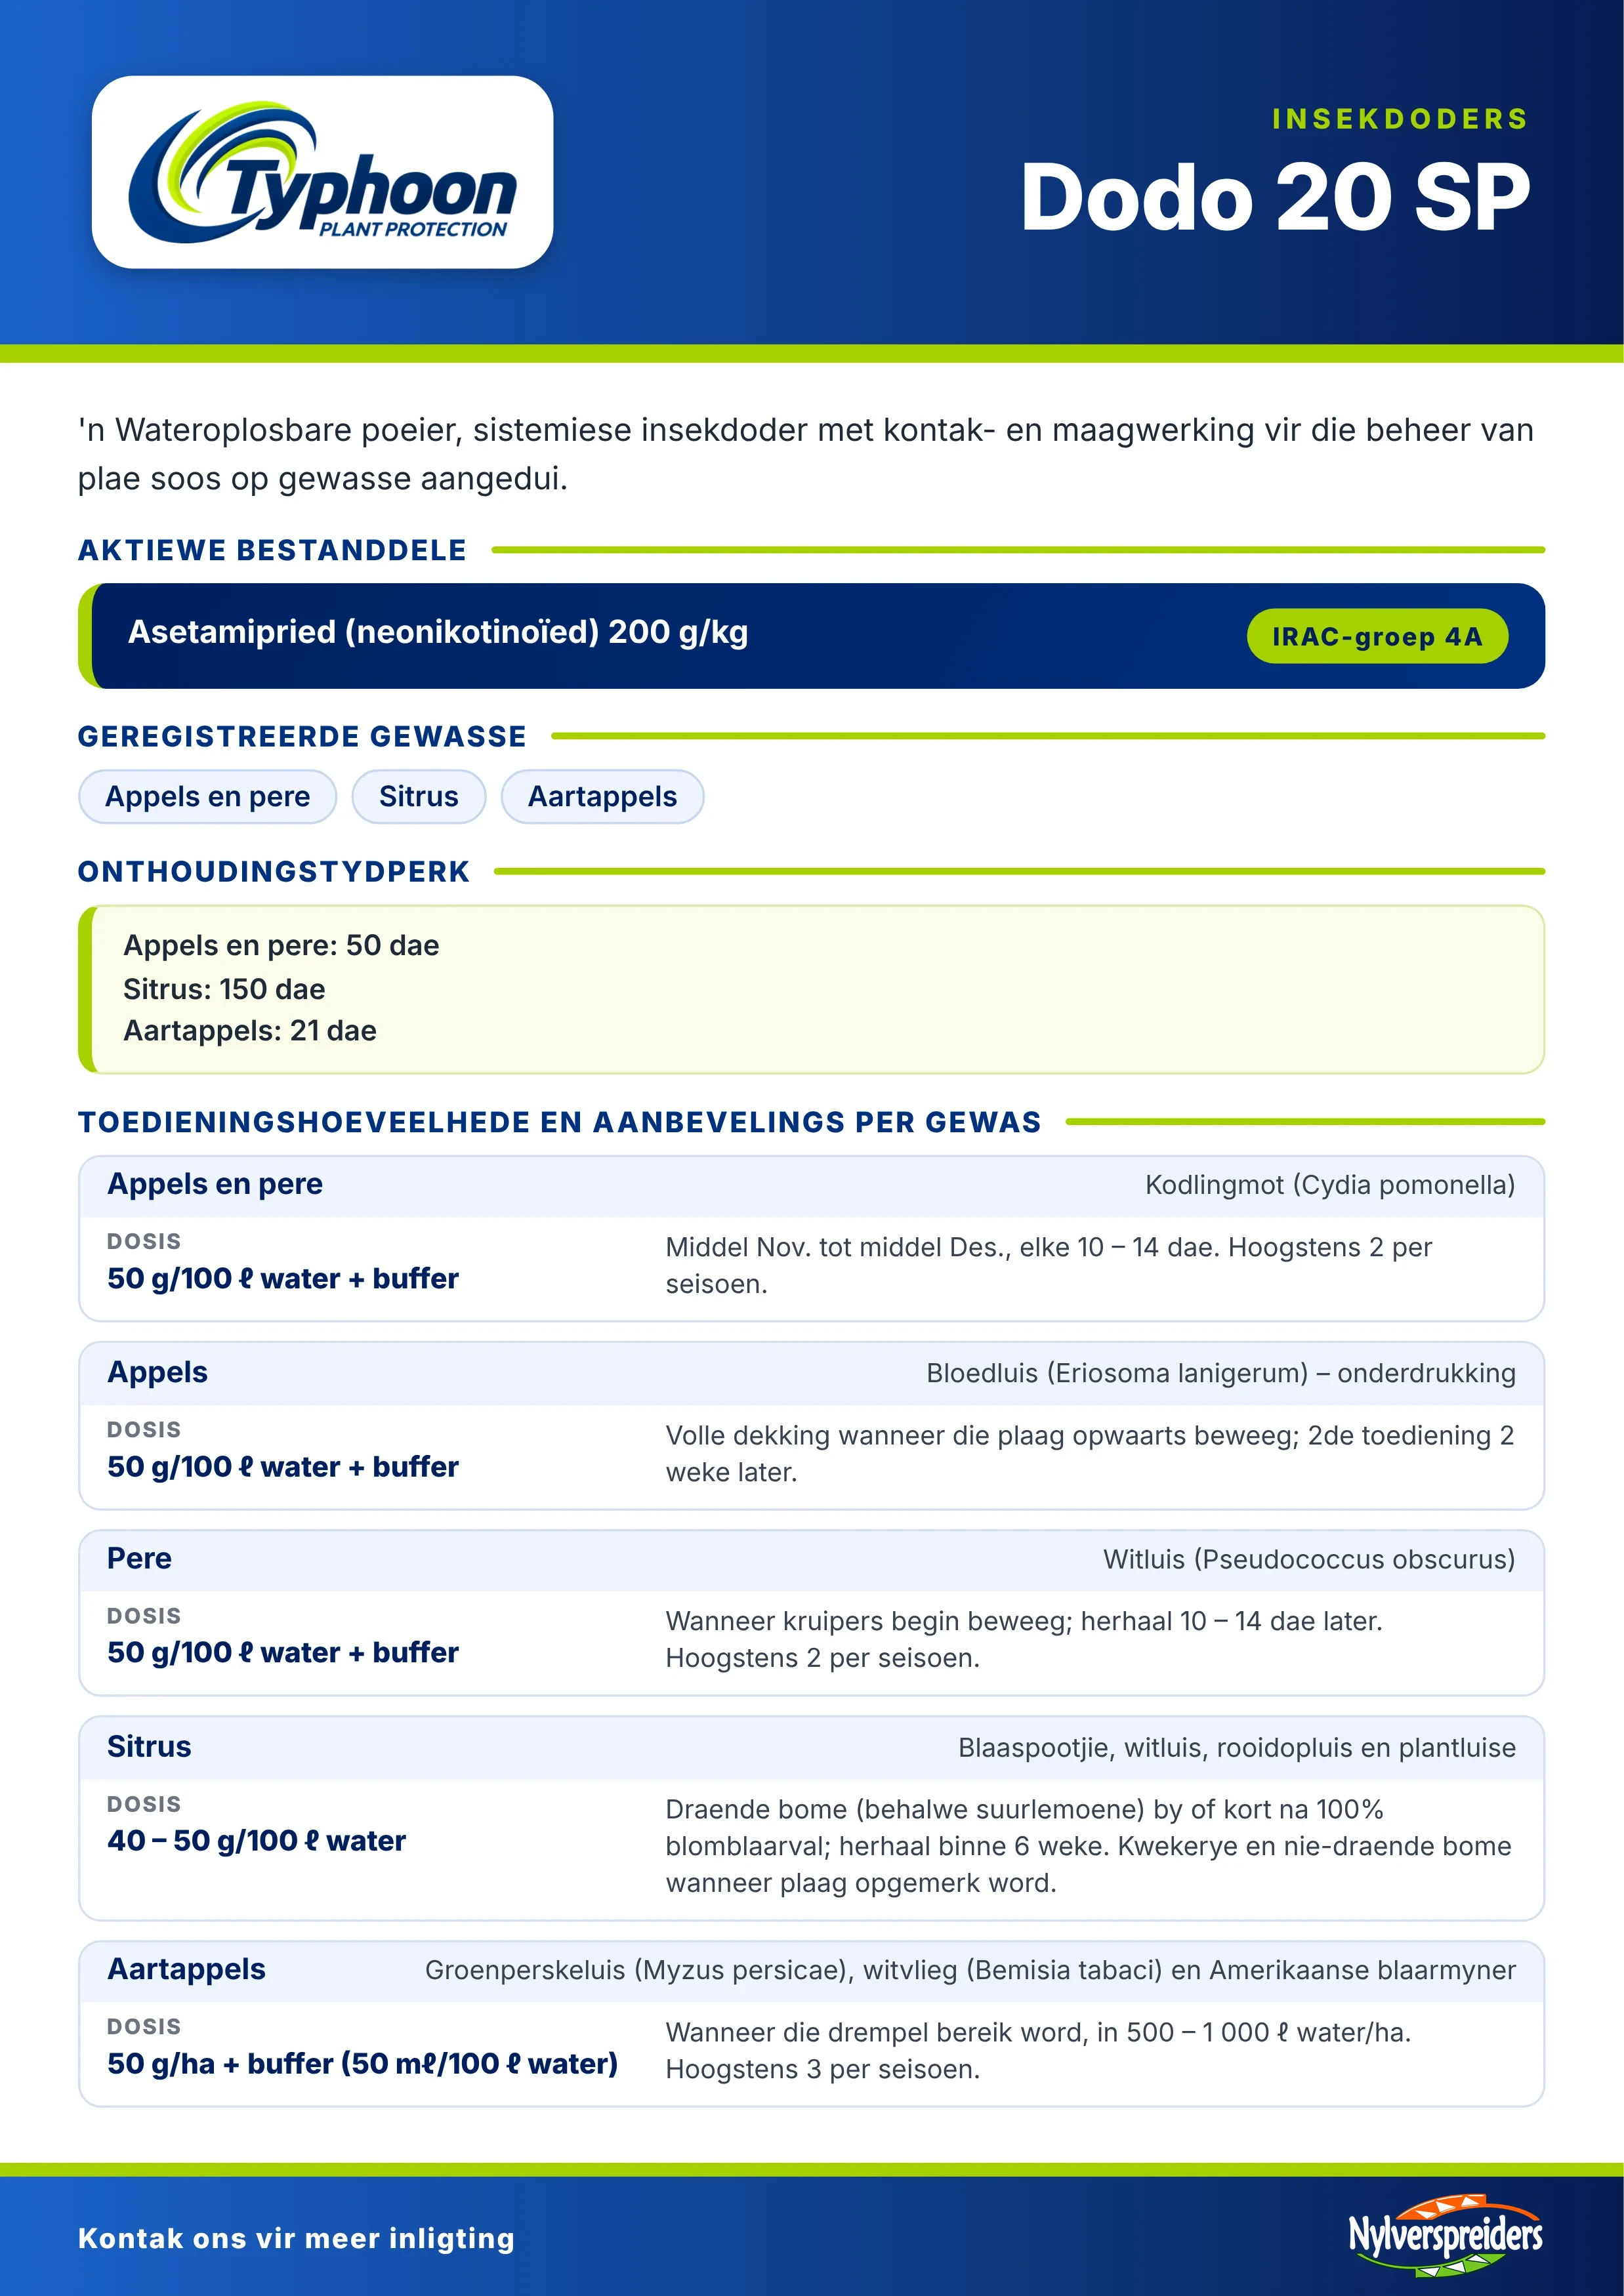 Typhoon
PLANT PROTECTION
INSEKDODERS
Dodo 20 SP
'n Wateroplosbare poeier, sistemiese insekdoder met kontak- en maagwerking vir die beheer van
plae soos op gewasse aangedui.
AKTIEWE BESTANDDELE
Asetamipried (neonikotinoïed) 200 g/kg
IRAC-groep 4A
GEREGISTREERDE GEWASSE
Appels en pere
Sitrus
Aartappels
ONTHOUDINGSTYDPERK
Appels en pere: 50 dae
Sitrus: 150 dae
Aartappels: 21 dae
TOEDIENINGSHOEVEELHEDE EN AANBEVELINGS PER GEWAS
Appels en pere
Kodlingmot (Cydia pomonella)
DOSIS
50 g/100 ℓ water + buffer
Middel Nov. tot middel Des., elke 10 – 14 dae. Hoogstens 2 per
seisoen.
Appels
Bloedluis (Eriosoma lanigerum) – onderdrukking
DOSIS
50 g/100 ℓ water + buffer
Volle dekking wanneer die plaag opwaarts beweeg; 2de toediening 2
weke later.
Pere
Witluis (Pseudococcus obscurus)
DOSIS
50 g/100 ℓ water + buffer
Wanneer kruipers begin beweeg; herhaal 10 – 14 dae later.
Hoogstens 2 per seisoen.
Sitrus
Blaaspootjie, witluis, rooidopluis en plantluise
DOSIS
40 – 50 g/100 ℓ water
Draende bome (behalwe suurlemoene) by of kort na 100%
blomblaarval; herhaal binne 6 weke. Kwekerye en nie-draende bome
wanneer plaag opgemerk word.
Aartappels
Groenperskeluis (Myzus persicae), witvlieg (Bemisia tabaci) en Amerikaanse blaarmyner
DOSIS
50 g/ha + buffer (50 mℓ/100 ℓ water)
Wanneer die drempel bereik word, in 500 – 1 000 ℓ water/ha.
Hoogstens 3 per seisoen.
Kontak ons vir meer inligting
Nylverspreiders